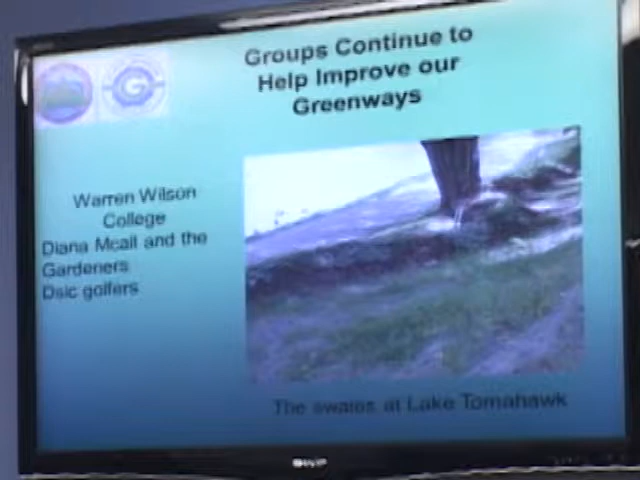 Groups Continue to
Help Improve our
Greenways
Warren Wilson
College
Diana Mcall and the
Gardeners
Dsic golfers
The swales at Lake Tomahawk